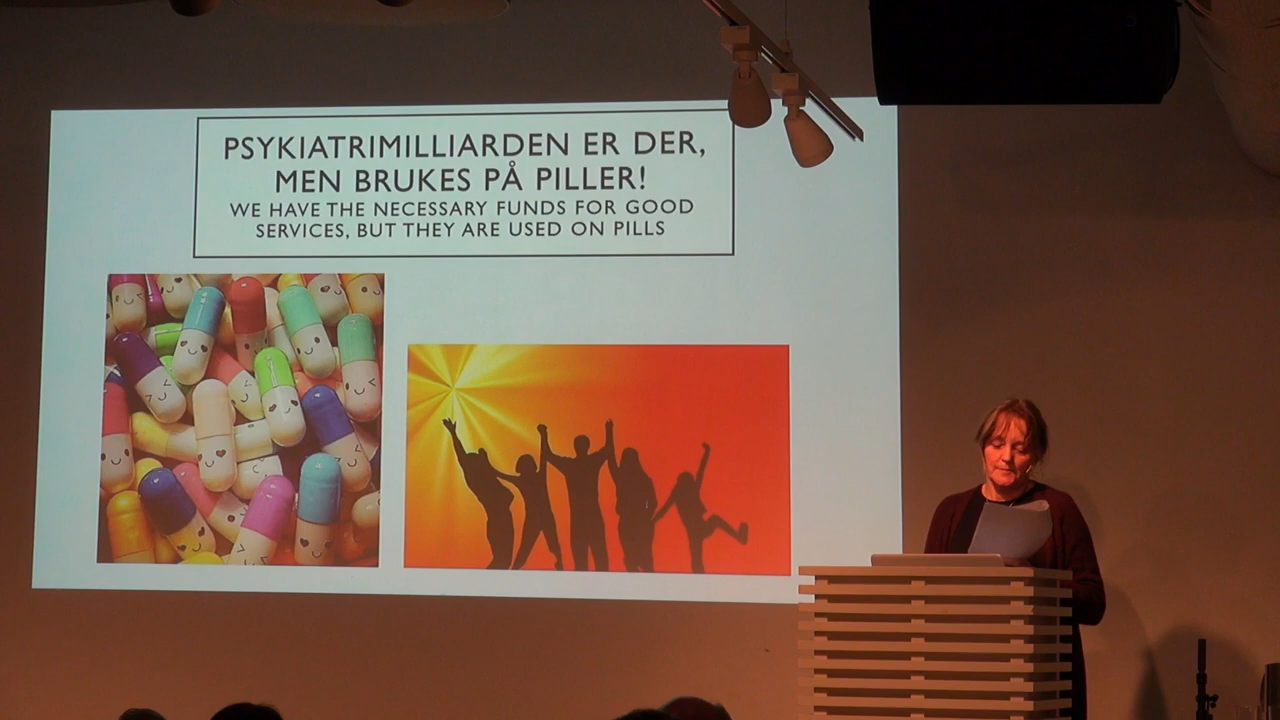 PSYKIATRIMILLIARDEN ER DER,
MEN BRUKES PÅ PILLER!
WE HAVE THE NECESSARY FUNDS FOR GOOD
SERVICES, BUT THEY ARE USED ON PILLS